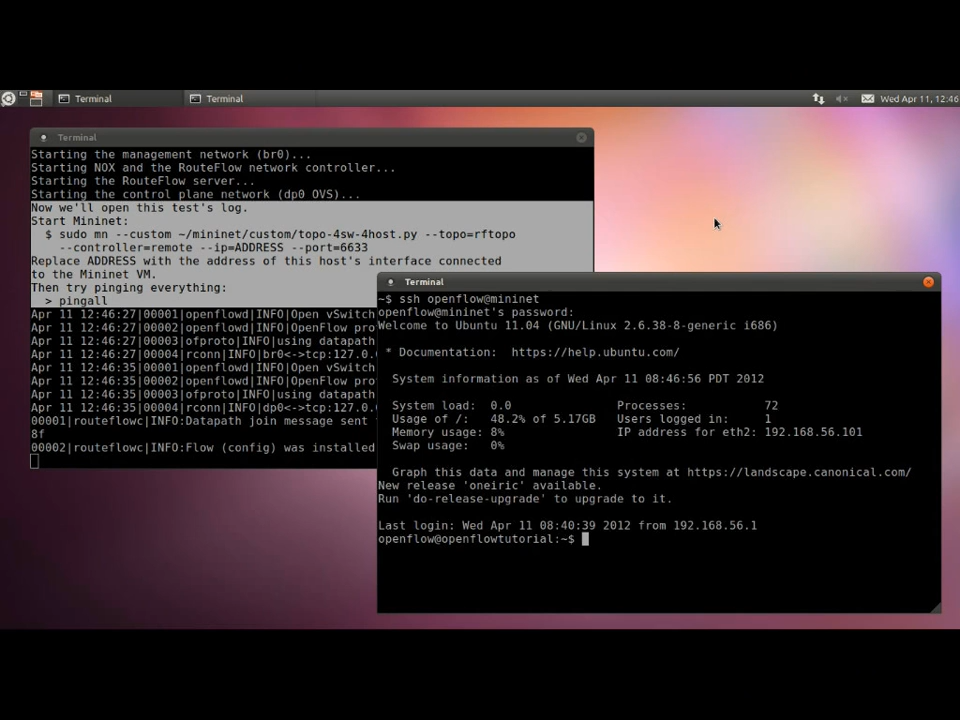 Terminal
Terminal
Wed Apr 11, 12:46
Terminal
Starting the management network (br0)...
Starting NOX and the RouteFlow network controller...
Starting the RouteFlow server...
Starting the control plane network (dp0 OVS)...
Now we'll open this test's log.
Start Mininet:
$ sudo mn --custom ~/mininet/custom/topo-4sw-4host.py --topo=rftopo
--controller=remote --ip=ADDRESS --port=6633
Replace ADDRESS with the address of this host's interface connected
to the Mininet VM.
Then try pinging everything:
> pingall
Apr 11 12:46:27|00001|openflowd|INFO|Open vSwitch
Apr 11 12:46:27|00002|openflowd|INFO|OpenFlow pro
Apr 11 12:46:27|00003|ofproto|INFO|using datapath
Apr 11 12:46:27|00004|rconn|INFO|br0<->tcp:127.0.
Apr 11 12:46:35|00001|openflowd|INFO|Open vSwitch
Apr 11 12:46:35|00002|openflowd|INFO|OpenFlow pro
Apr 11 12:46:35|00003|ofproto|INFO|using datapath
Apr 11 12:46:35|00004|rconn|INFO|dp0<->tcp:127.0.
00001|routeflowc|INFO:Datapath join message sent
8f
00002|routeflowc|INFO:Flow (config) was installed
Terminal
~$ ssh openflow@mininet
openflow@mininet's password:
Welcome to Ubuntu 11.04 (GNU/Linux 2.6.38-8-generic i686)
* Documentation: https://help.ubuntu.com/
System information as of Wed Apr 11 08:46:56 PDT 2012
System load: 0.0 Processes: 72
Usage of /: 48.2% of 5.17GB Users logged in: 1
Memory usage: 8% IP address for eth2: 192.168.56.101
Swap usage: 0%
Graph this data and manage this system at https://landscape.canonical.com/
New release 'oneiric' available.
Run 'do-release-upgrade' to upgrade to it.
Last login: Wed Apr 11 08:40:39 2012 from 192.168.56.1
openflow@openflowtutorial:~$